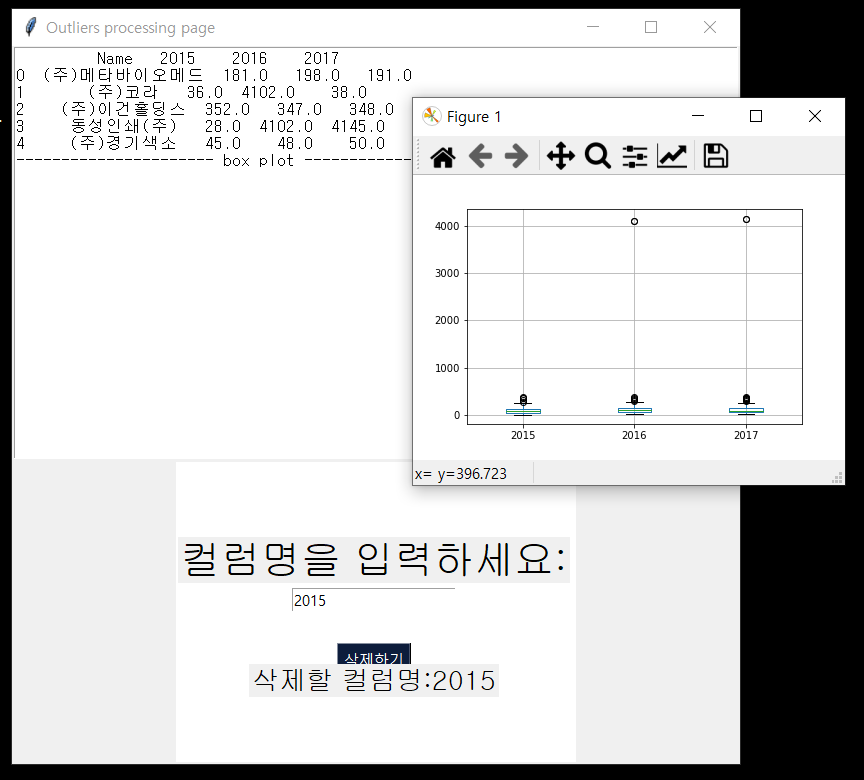 Outliers processing page
Name 2015 2016 2017
0 (주)메타바이오메드 181.0 198.0 191.0
1 (주)코라 36.0 4102.0 38.0
2 (주)이건홀딩스 352.0 347.0 348.0
3 동성인쇄(주) 28.0 4102.0 4145.0
4 (주)경기색소 45.0 48.0 50.0
---------------------- box plot ------------
Figure 1
4000
3000
2000
1000
0
2015 2016 2017
x= y=396.723
컬럼명을 입력하세요:
2015
삭제하기
삭제할 컬럼명:2015